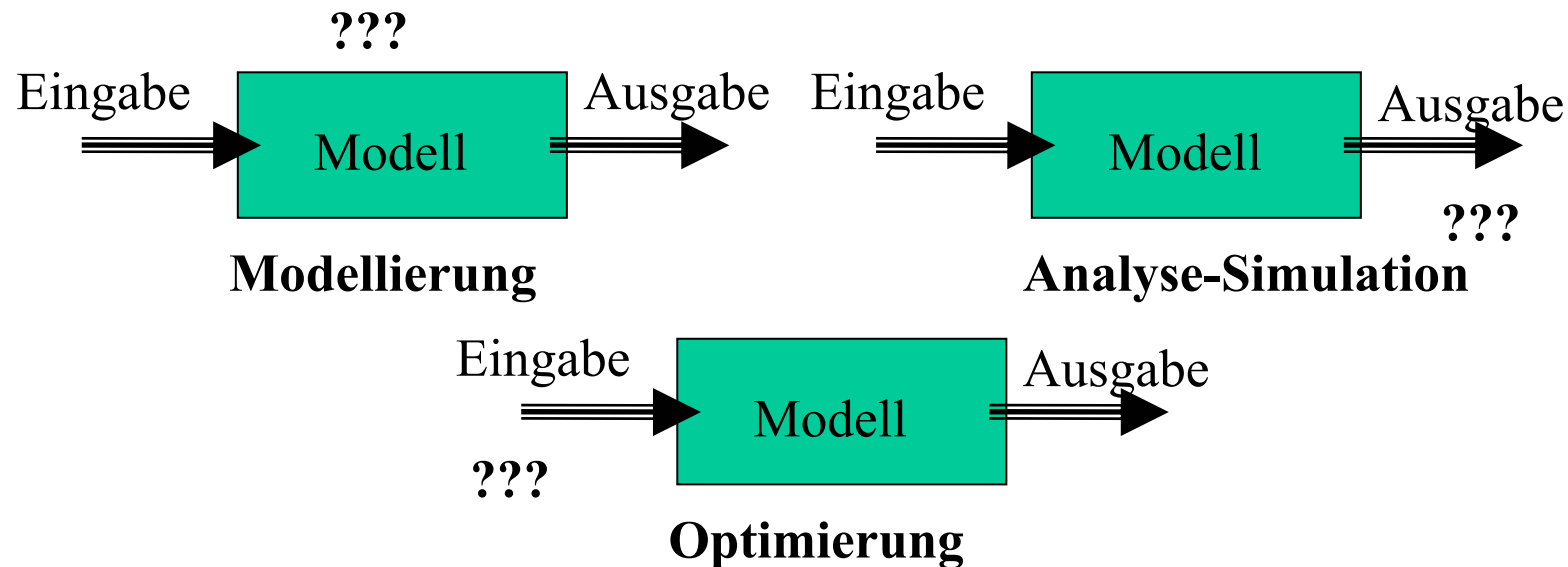 ???
Eingabe
Modell
Ausgabe
Modellierung
Eingabe
Modell
Ausgabe
???
Analyse-Simulation
Eingabe
Modell
Ausgabe
???
Optimierung